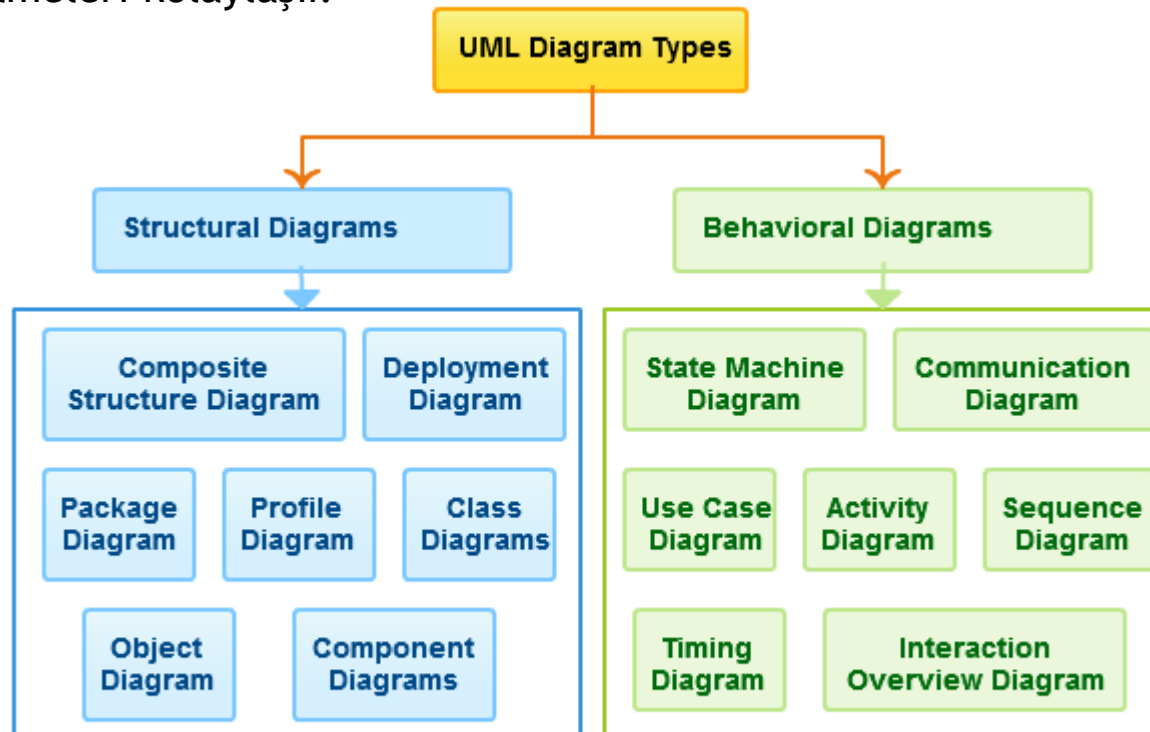 kolaylaşır.
UML Diagram Types
Structural Diagrams
Behavioral Diagrams
Composite
Structure Diagram
Deployment
Diagram
State Machine
Diagram
Communication
Diagram
Package
Diagram
Profile
Diagram
Class
Diagrams
Use Case
Diagram
Activity
Diagram
Sequence
Diagram
Object
Diagram
Component
Diagrams
Timing
Diagram
Interaction
Overview Diagram